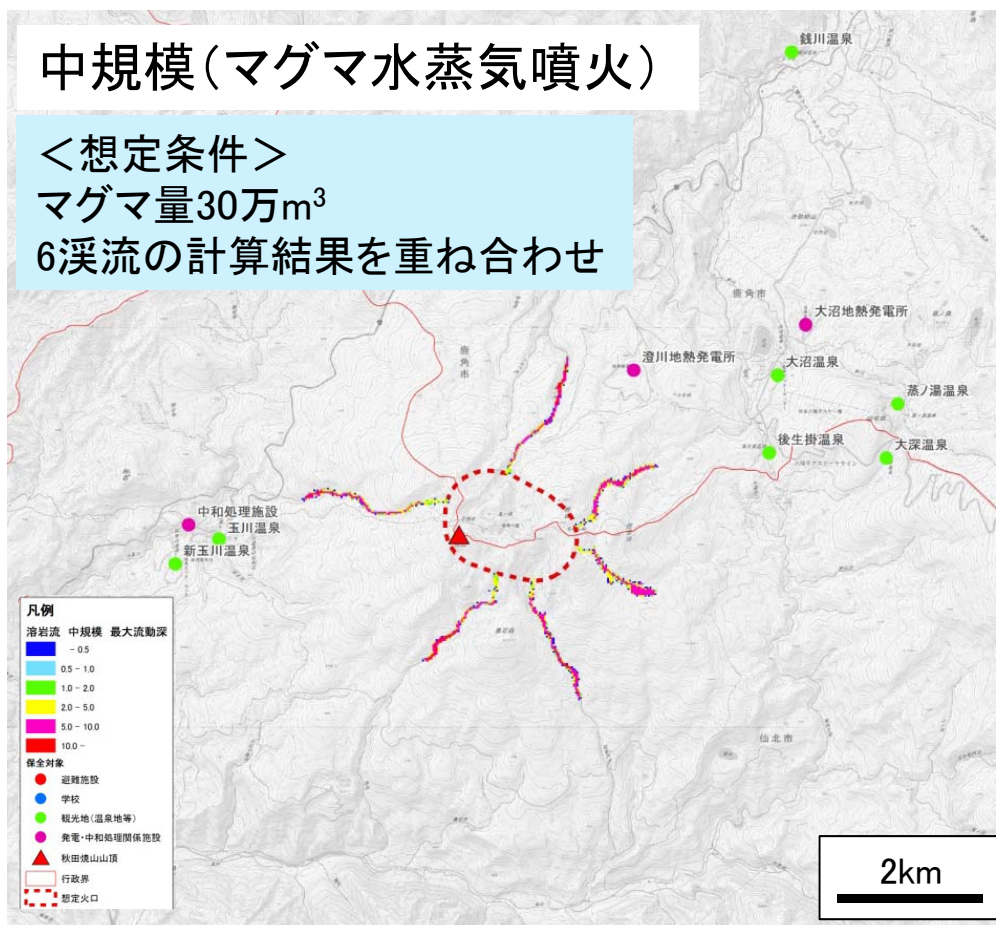 中規模(マグマ水蒸気噴火)
<想定条件>
マグマ量30万m³
6渓流の計算結果を重ね合わせ
銭川温泉
鹿角市
大沼地熱発電所
鹿角市
澄川地熱発電所
大沼温泉
蒸ノ湯温泉
後生掛温泉
大深温泉
中和処理施設
玉川温泉
新玉川温泉
仙北市
凡例
溶岩流 中規模 最大流動深
- 0.5
0.5 - 1.0
1.0 - 2.0
2.0 - 5.0
5.0 - 10.0
10.0 -
保全対象
避難施設
学校
観光地(温泉地等)
発電・中和処理関係施設
秋田焼山山頂
行政界
想定火口
2km